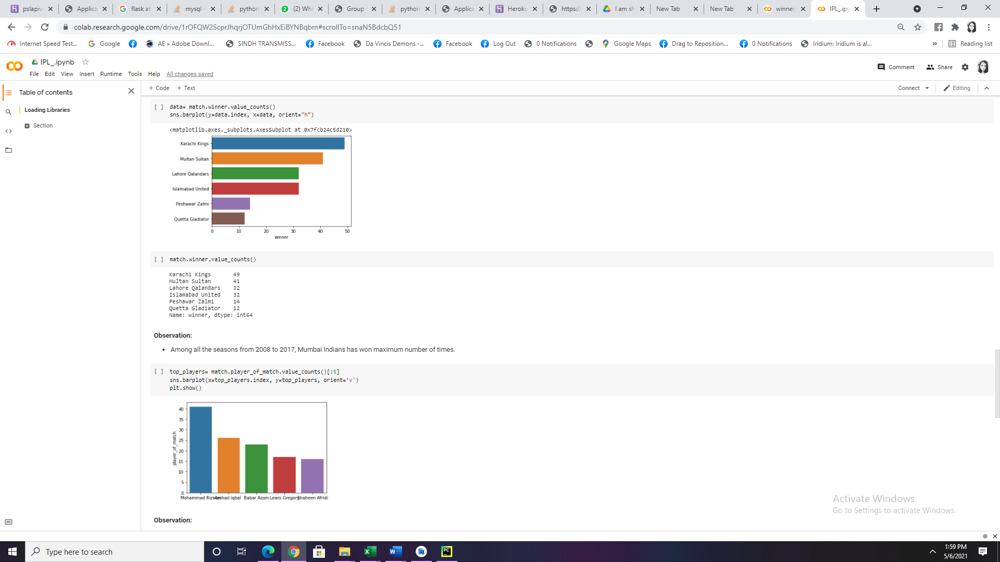 pslapiv
Applica
flask at
mysql -
python
(2) Wha
Group
python
Applica
Heroku
https://
I am sh
New Tab
New Tab
winner_
IPL_.ipy
colab.research.google.com/drive/1rOFQW2ScprJhqrjOTUmGhHxEiBYNBqbm#scrollTo=snaN5BdcbQ51
Internet Speed Test...
Google
AE » Adobe Downl...
SINDH TRANSMISS...
Facebook
Da Vincis Demons -...
Facebook
Log Out
0 Notifications
Google Maps
Drag to Reposition...
0 Notifications
Iridium: Iridium is al...
»
Reading list
IPL_.ipynb
Comment
Share
File Edit View Insert Runtime Tools Help All changes saved
Table of contents
+ Code + Text
Connect
Editing
Loading Libraries
Section
[ ] data= match.winner.value_counts()
sns.barplot(y=data.index, x=data, orient="h")
<matplotlib.axes._subplots.AxesSubplot at 0x7fcb24c5d210>
Karachi Kings
Multan Sultan
Lahore Qalandars
Islamabad United
Peshawar Zalmi
Quetta Gladiator
0 10 20 30 40 50
winner
[ ] match.winner.value_counts()
Karachi Kings 49
Multan Sultan 41
Lahore Qalandars 32
Islamabad United 32
Peshawar Zalmi 14
Quetta Gladiator 12
Name: winner, dtype: int64
Observation:
• Among all the seasons from 2008 to 2017, Mumbai Indians has won maximum number of times.
[ ] top_players= match.player_of_match.value_counts()[:5]
sns.barplot(x=top_players.index, y=top_players, orient='v')
plt.show()
40
35
30
25
20
15
10
5
0
player_of_match
Mohammad Rizwan Arshad Iqbal Babar Azam Lewis Gregory Shaheen Afridi
Observation:
Activate Windows
Go to Settings to activate Windows.
Type here to search
1:59 PM
5/6/2021